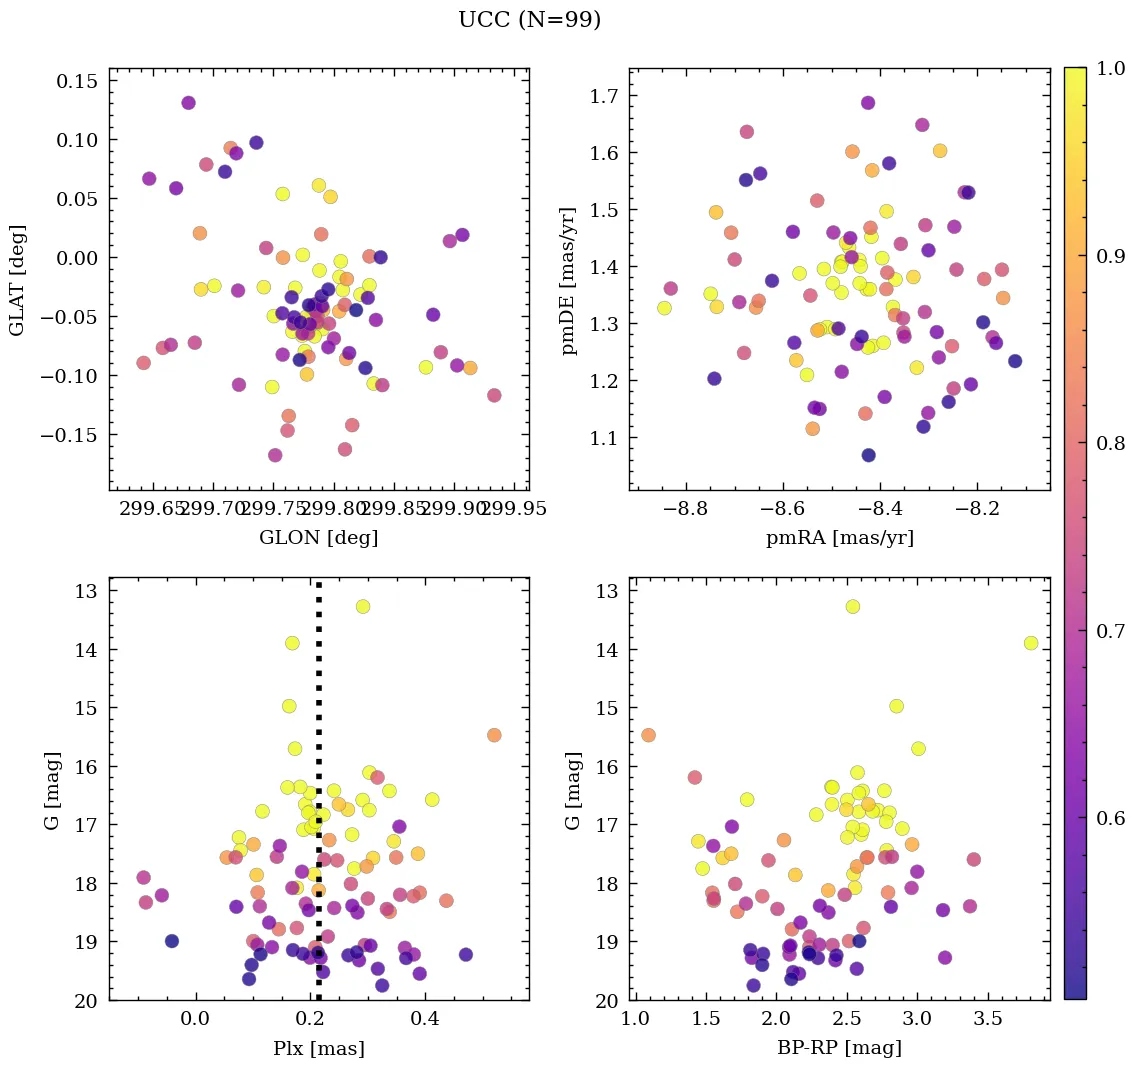 UCC (N=99)
0.15
0.10
0.05
0.00
−0.05
−0.10
−0.15
GLAT [deg]
299.65 299.70 299.75 299.80 299.85 299.90 299.95
GLON [deg]
1.7
1.6
1.5
1.4
1.3
1.2
1.1
pmDE [mas/yr]
−8.8 −8.6 −8.4 −8.2
pmRA [mas/yr]
13
14
15
16
17
18
19
20
G [mag]
0.0 0.2 0.4
Plx [mas]
13
14
15
16
17
18
19
20
G [mag]
1.0 1.5 2.0 2.5 3.0 3.5
BP-RP [mag]
1.0
0.9
0.8
0.7
0.6